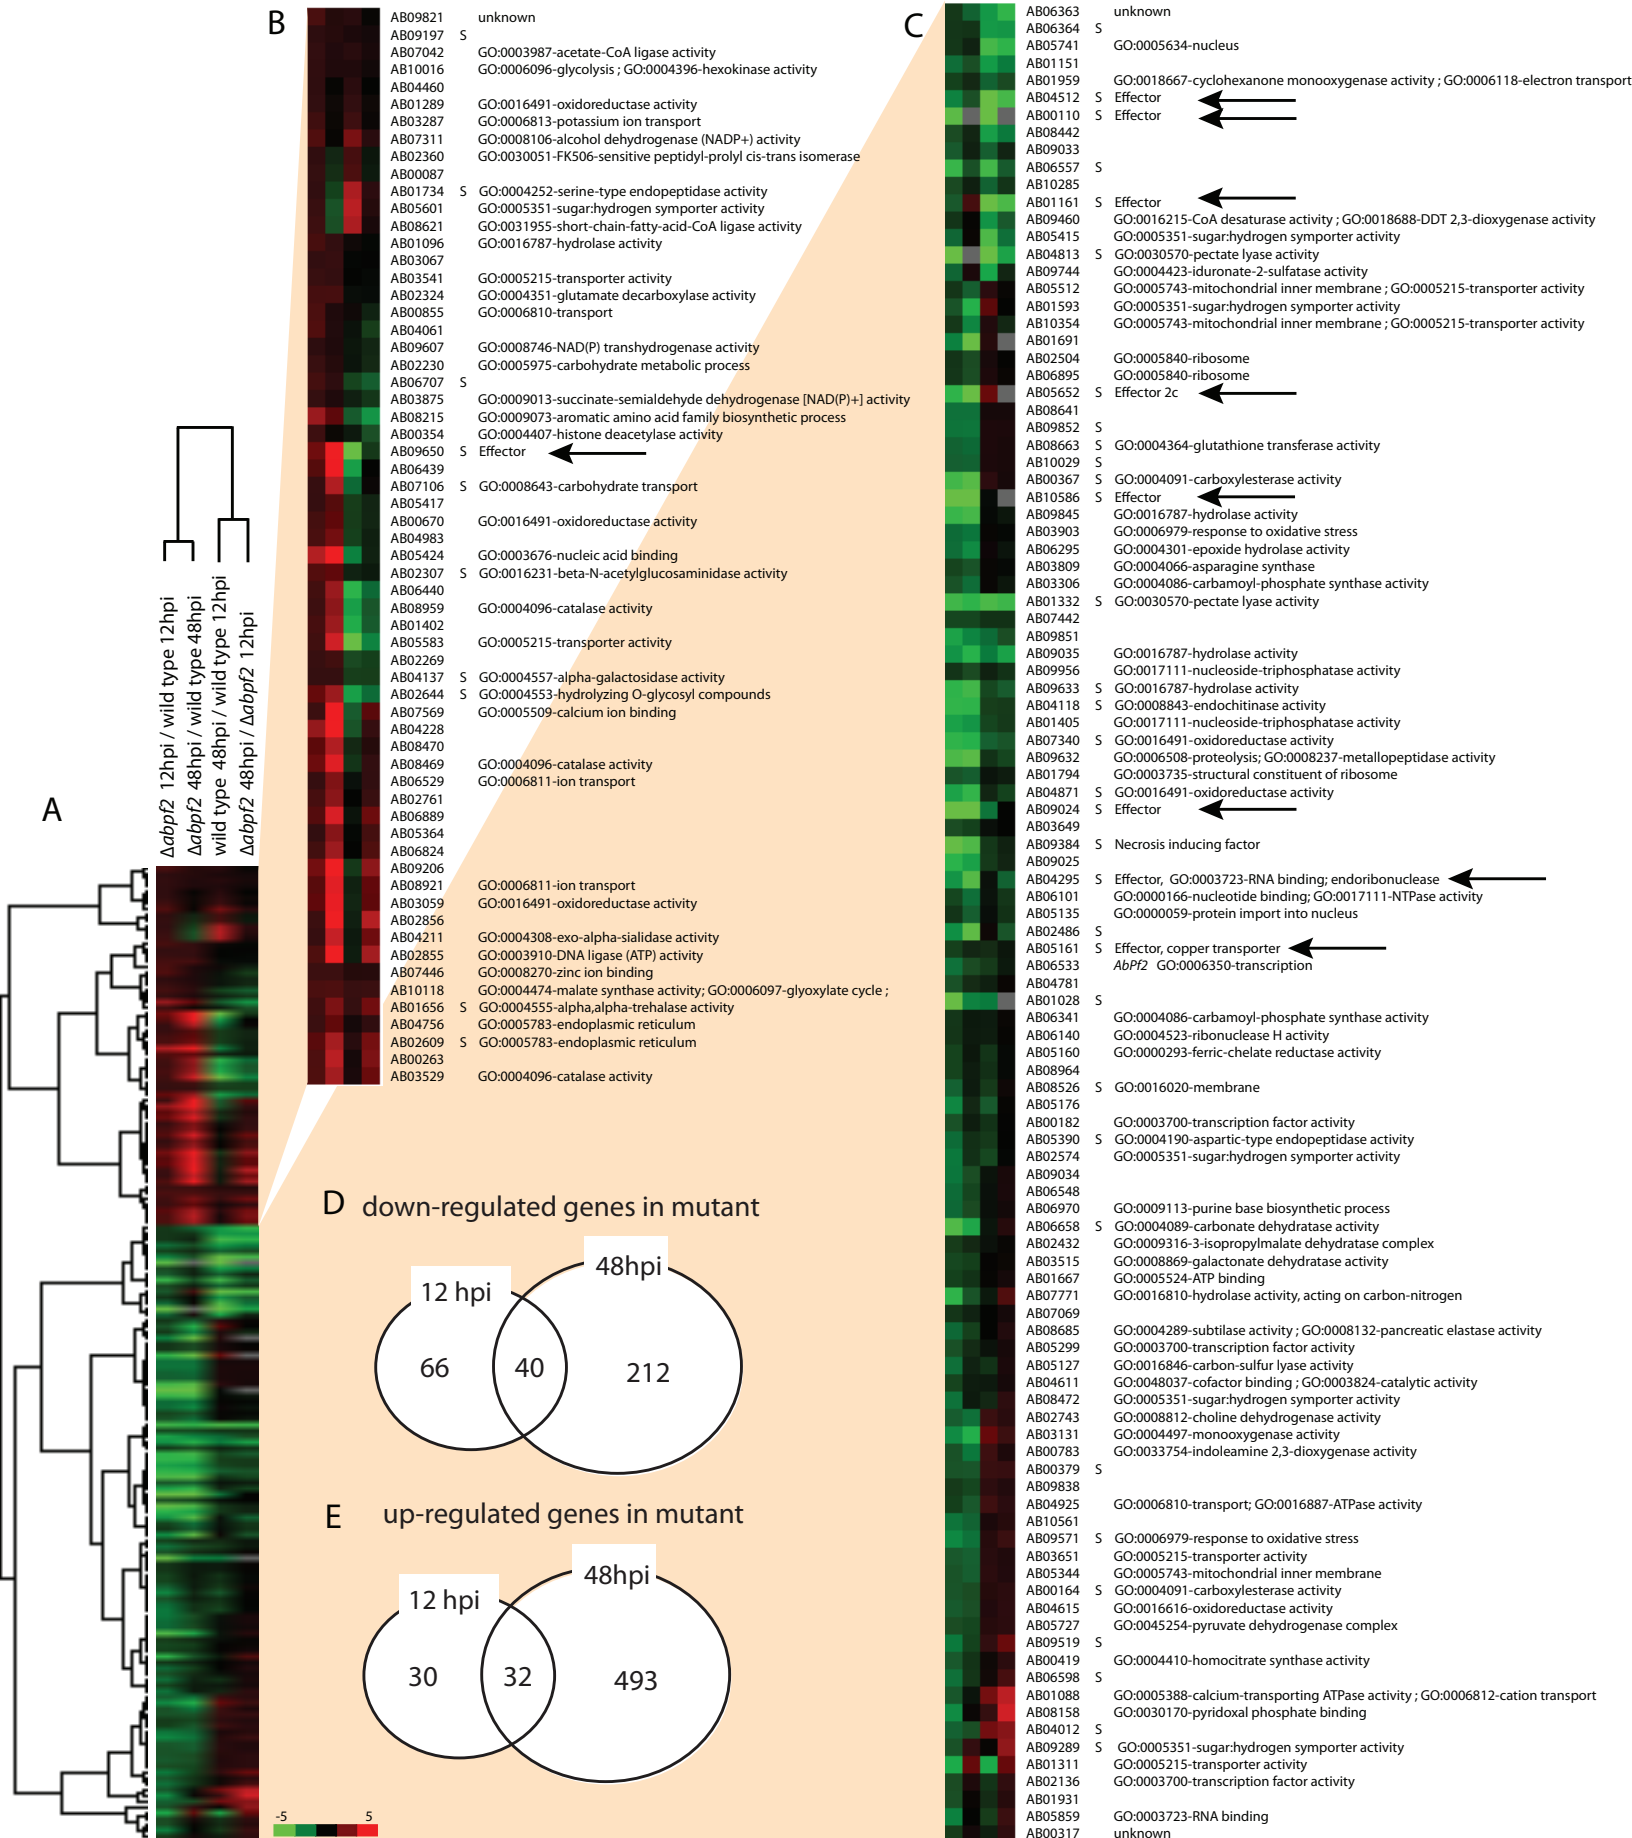 A
Δabpf2 12hpi / wild type 12hpi
Δabpf2 48hpi / wild type 48hpi
wild type 48hpi / wild type 12hpi
Δabpf2 48hpi / Δabpf2 12hpi
B
AB09821 unknown
AB09197 S
AB07042 GO:0003987-acetate-CoA ligase activity
AB10016 GO:0006096-glycolysis ; GO:0004396-hexokinase activity
AB04460
AB01289 GO:0016491-oxidoreductase activity
AB03287 GO:0006813-potassium ion transport
AB07311 GO:0008106-alcohol dehydrogenase (NADP+) activity
AB02360 GO:0030051-FK506-sensitive peptidyl-prolyl cis-trans isomerase
AB00087
AB01734 S GO:0004252-serine-type endopeptidase activity
AB05601 GO:0005351-sugar:hydrogen symporter activity
AB08621 GO:0031955-short-chain-fatty-acid-CoA ligase activity
AB01096 GO:0016787-hydrolase activity
AB03067
AB03541 GO:0005215-transporter activity
AB02324 GO:0004351-glutamate decarboxylase activity
AB00855 GO:0006810-transport
AB04061
AB09607 GO:0008746-NAD(P) transhydrogenase activity
AB02230 GO:0005975-carbohydrate metabolic process
AB06707 S
AB03875 GO:0009013-succinate-semialdehyde dehydrogenase [NAD(P)+] activity
AB08215 GO:0009073-aromatic amino acid family biosynthetic process
AB00354 GO:0004407-histone deacetylase activity
AB09650 S Effector
AB06439
AB07106 S GO:0008643-carbohydrate transport
AB05417
AB00670 GO:0016491-oxidoreductase activity
AB04983
AB05424 GO:0003676-nucleic acid binding
AB02307 S GO:0016231-beta-N-acetylglucosaminidase activity
AB06440
AB08959 GO:0004096-catalase activity
AB01402
AB05583 GO:0005215-transporter activity
AB02269
AB04137 S GO:0004557-alpha-galactosidase activity
AB02644 S GO:0004553-hydrolyzing O-glycosyl compounds
AB07569 GO:0005509-calcium ion binding
AB04228
AB08470
AB08469 GO:0004096-catalase activity
AB06529 GO:0006811-ion transport
AB02761
AB06889
AB05364
AB06824
AB09206
AB08921 GO:0006811-ion transport
AB03059 GO:0016491-oxidoreductase activity
AB02856
AB04211 GO:0004308-exo-alpha-sialidase activity
AB02855 GO:0003910-DNA ligase (ATP) activity
AB07446 GO:0008270-zinc ion binding
AB10118 GO:0004474-malate synthase activity; GO:0006097-glyoxylate cycle ;
AB01656 S GO:0004555-alpha,alpha-trehalase activity
AB04756 GO:0005783-endoplasmic reticulum
AB02609 S GO:0005783-endoplasmic reticulum
AB00263
AB03529 GO:0004096-catalase activity
C
AB06363 unknown
AB06364 S
AB05741 GO:0005634-nucleus
AB01151
AB01959 GO:0018667-cyclohexanone monooxygenase activity ; GO:0006118-electron transport
AB04512 S Effector
AB00110 S Effector
AB08442
AB09033
AB06557 S
AB10285
AB01161 S Effector
AB09460 GO:0016215-CoA desaturase activity ; GO:0018688-DDT 2,3-dioxygenase activity
AB05415 GO:0005351-sugar:hydrogen symporter activity
AB04813 S GO:0030570-pectate lyase activity
AB09744 GO:0004423-iduronate-2-sulfatase activity
AB05512 GO:0005743-mitochondrial inner membrane ; GO:0005215-transporter activity
AB01593 GO:0005351-sugar:hydrogen symporter activity
AB10354 GO:0005743-mitochondrial inner membrane ; GO:0005215-transporter activity
AB01691
AB02504 GO:0005840-ribosome
AB06895 GO:0005840-ribosome
AB05652 S Effector 2c
AB08641
AB09852 S
AB08663 S GO:0004364-glutathione transferase activity
AB10029 S
AB00367 S GO:0004091-carboxylesterase activity
AB10586 S Effector
AB09845 GO:0016787-hydrolase activity
AB03903 GO:0006979-response to oxidative stress
AB06295 GO:0004301-epoxide hydrolase activity
AB03809 GO:0004066-asparagine synthase
AB03306 GO:0004086-carbamoyl-phosphate synthase activity
AB01332 S GO:0030570-pectate lyase activity
AB07442
AB09851
AB09035 GO:0016787-hydrolase activity
AB09956 GO:0017111-nucleoside-triphosphatase activity
AB09633 S GO:0016787-hydrolase activity
AB04118 S GO:0008843-endochitinase activity
AB01405 GO:0017111-nucleoside-triphosphatase activity
AB07340 S GO:0016491-oxidoreductase activity
AB09632 GO:0006508-proteolysis; GO:0008237-metallopeptidase activity
AB01794 GO:0003735-structural constituent of ribosome
AB04871 S GO:0016491-oxidoreductase activity
AB09024 S Effector
AB03649
AB09384 S Necrosis inducing factor
AB09025
AB04295 S Effector, GO:0003723-RNA binding; endoribonuclease
AB06101 GO:0000166-nucleotide binding; GO:0017111-NTPase activity
AB05135 GO:0000059-protein import into nucleus
AB02486 S
AB05161 S Effector, copper transporter
AB06533 AbPf2 GO:0006350-transcription
AB04781
AB01028 S
AB06341 GO:0004086-carbamoyl-phosphate synthase activity
AB06140 GO:0004523-ribonuclease H activity
AB05160 GO:0000293-ferric-chelate reductase activity
AB08964
AB08526 S GO:0016020-membrane
AB05176
AB00182 GO:0003700-transcription factor activity
AB05390 S GO:0004190-aspartic-type endopeptidase activity
AB02574 GO:0005351-sugar:hydrogen symporter activity
AB09034
AB06548
AB06970 GO:0009113-purine base biosynthetic process
AB06658 S GO:0004089-carbonate dehydratase activity
AB02432 GO:0009316-3-isopropylmalate dehydratase complex
AB03515 GO:0008869-galactonate dehydratase activity
AB01667 GO:0005524-ATP binding
AB07771 GO:0016810-hydrolase activity, acting on carbon-nitrogen
AB07069
AB08685 GO:0004289-subtilase activity ; GO:0008132-pancreatic elastase activity
AB05299 GO:0003700-transcription factor activity
AB05127 GO:0016846-carbon-sulfur lyase activity
AB04611 GO:0048037-cofactor binding ; GO:0003824-catalytic activity
AB08472 GO:0005351-sugar:hydrogen symporter activity
AB02743 GO:0008812-choline dehydrogenase activity
AB03131 GO:0004497-monooxygenase activity
AB00783 GO:0033754-indoleamine 2,3-dioxygenase activity
AB00379 S
AB09838
AB04925 GO:0006810-transport; GO:0016887-ATPase activity
AB10561
AB09571 S GO:0006979-response to oxidative stress
AB03651 GO:0005215-transporter activity
AB05344 GO:0005743-mitochondrial inner membrane
AB00164 S GO:0004091-carboxylesterase activity
AB04615 GO:0016616-oxidoreductase activity
AB05727 GO:0045254-pyruvate dehydrogenase complex
AB09519 S
AB00419 GO:0004410-homocitrate synthase activity
AB06598 S
AB01088 GO:0005388-calcium-transporting ATPase activity ; GO:0006812-cation transport
AB08158 GO:0030170-pyridoxal phosphate binding
AB04012 S
AB09289 S GO:0005351-sugar:hydrogen symporter activity
AB01311 GO:0005215-transporter activity
AB02136 GO:0003700-transcription factor activity
AB01931
AB05859 GO:0003723-RNA binding
AB00317 unknown
D down-regulated genes in mutant
12 hpi
48hpi
66 40 212
E up-regulated genes in mutant
12 hpi
48hpi
30 32 493
-5 5